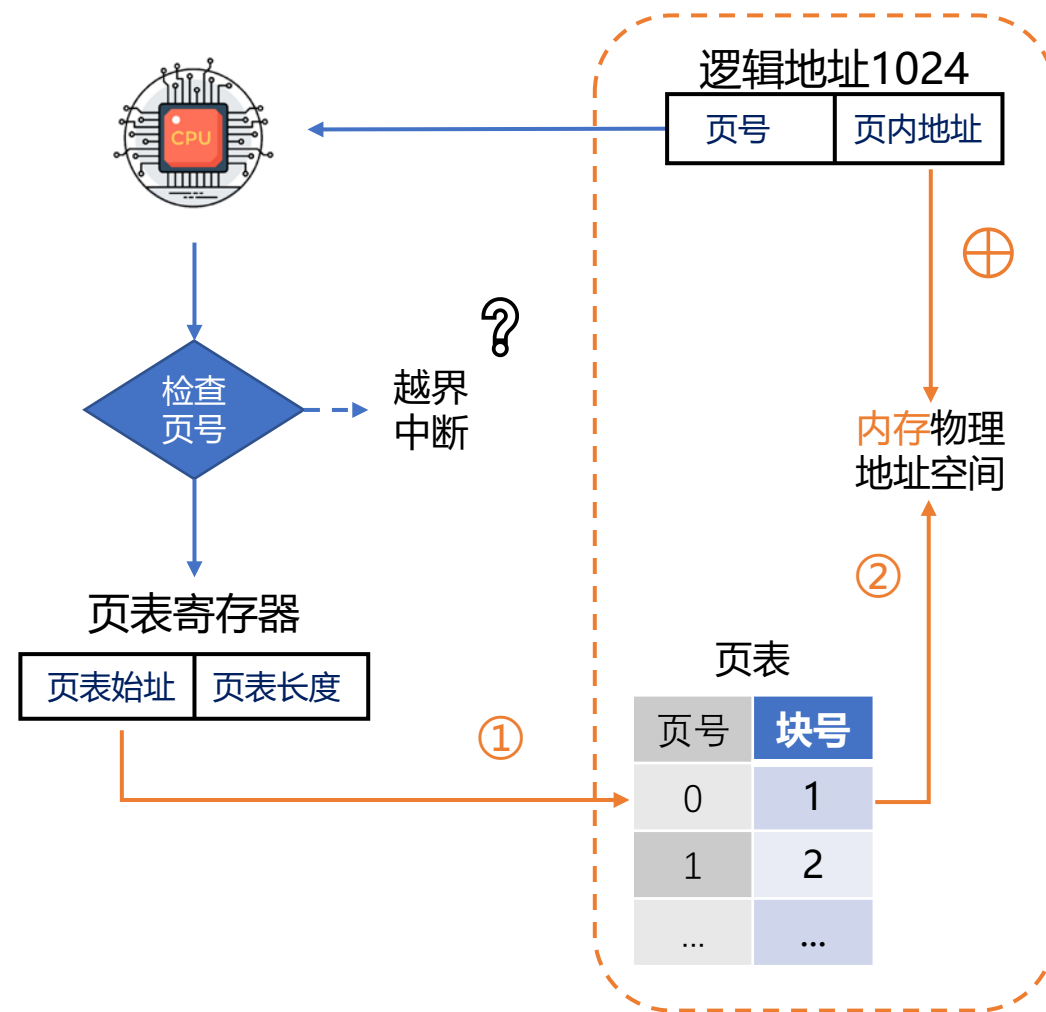 逻辑地址1024
页号 页内地址
CPU
检查
页号
越界
中断
?
内存物理
地址空间
②
页表寄存器
页表始址 页表长度
①
页表
页号 块号
0 1
1 2
... ...